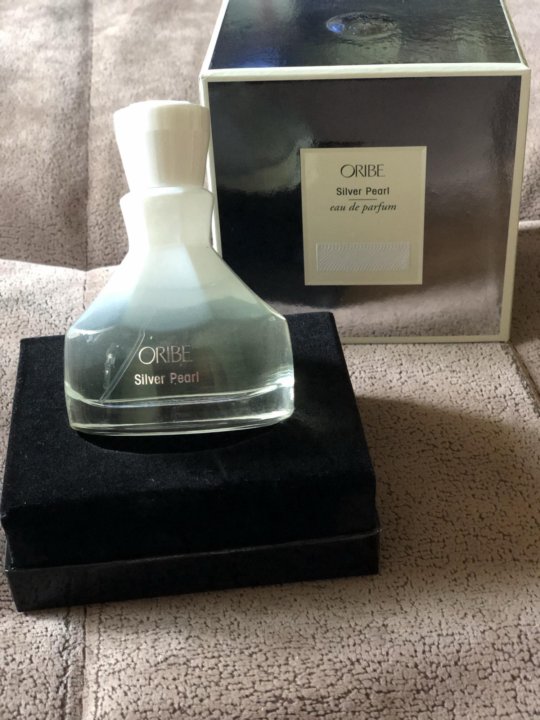 ORIBE
Silver Pearl
eau de parfum
ORIBE
Silver Pearl